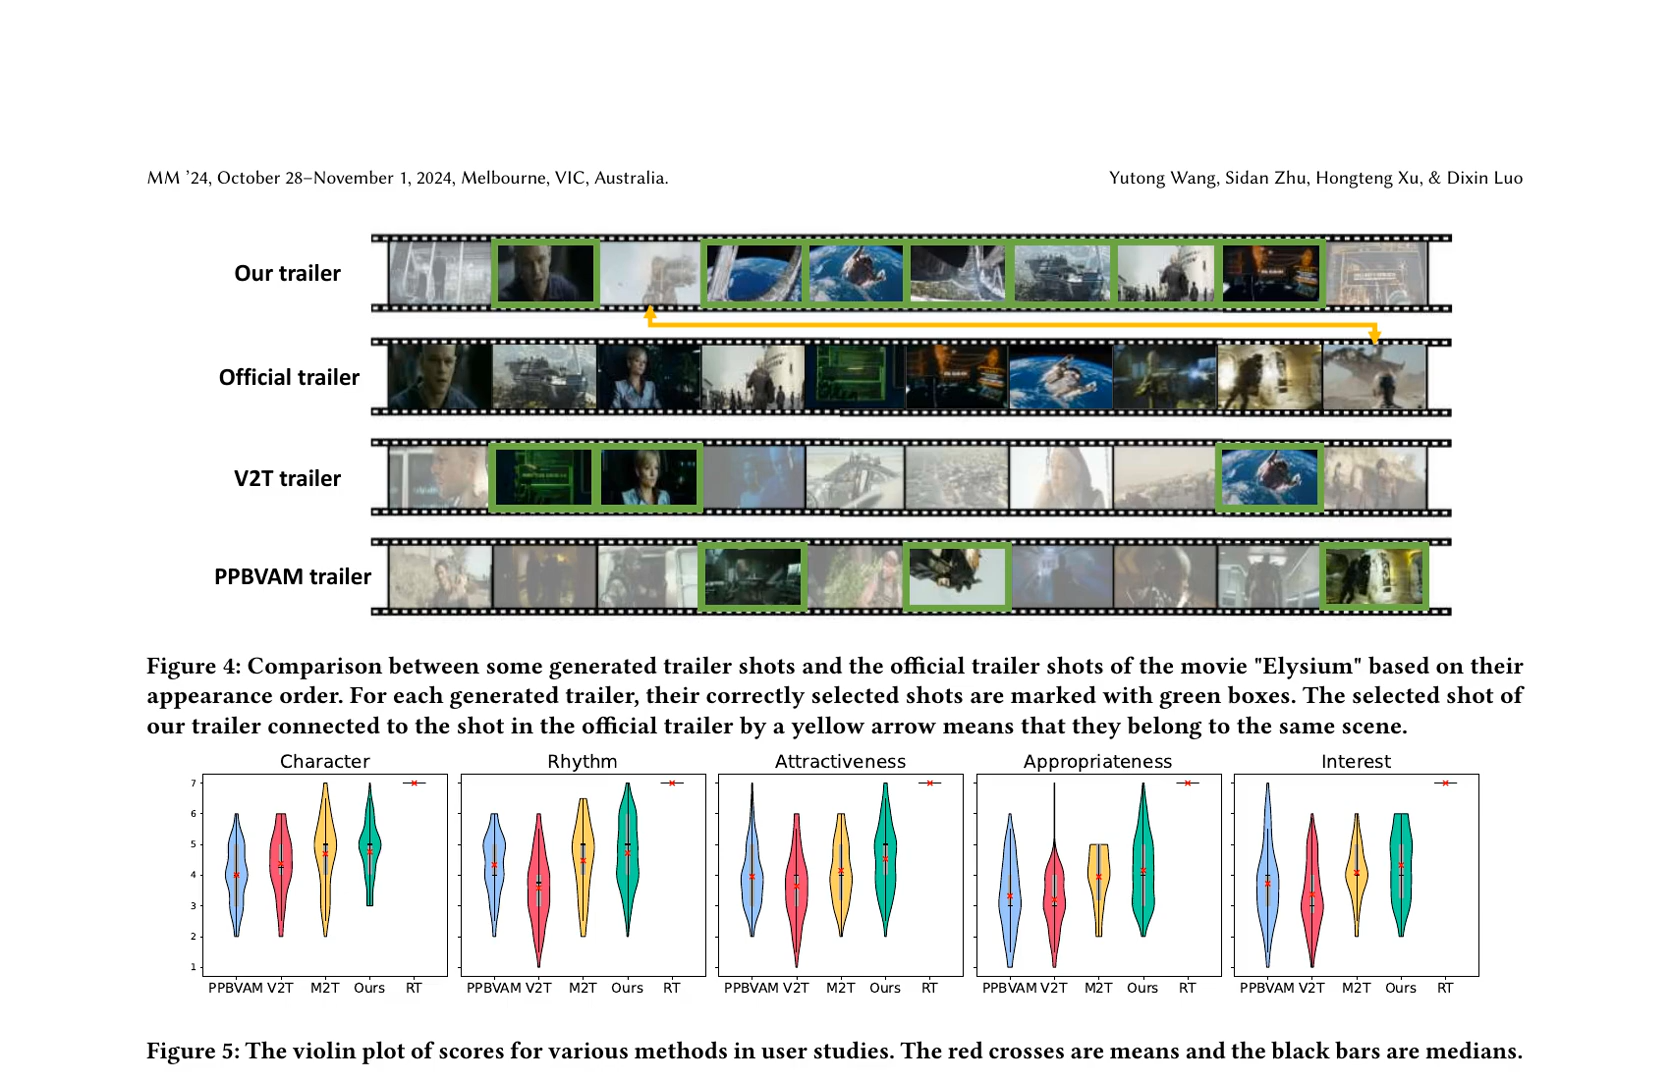 MM ’24, October 28–November 1, 2024, Melbourne, VIC, Australia.
Yutong Wang, Sidan Zhu, Hongteng Xu, & Dixin Luo
Our trailer
Official trailer
V2T trailer
PPBVAM trailer
Figure 4: Comparison between some generated trailer shots and the official trailer shots of the movie "Elysium" based on their
appearance order. For each generated trailer, their correctly selected shots are marked with green boxes. The selected shot of
our trailer connected to the shot in the official trailer by a yellow arrow means that they belong to the same scene.
Character Rhythm Attractiveness Appropriateness Interest
7
6
5
4
3
2
1
PPBVAM V2T M2T Ours RT
PPBVAM V2T M2T Ours RT
PPBVAM V2T M2T Ours RT
PPBVAM V2T M2T Ours RT
PPBVAM V2T M2T Ours RT
Figure 5: The violin plot of scores for various methods in user studies. The red crosses are means and the black bars are medians.